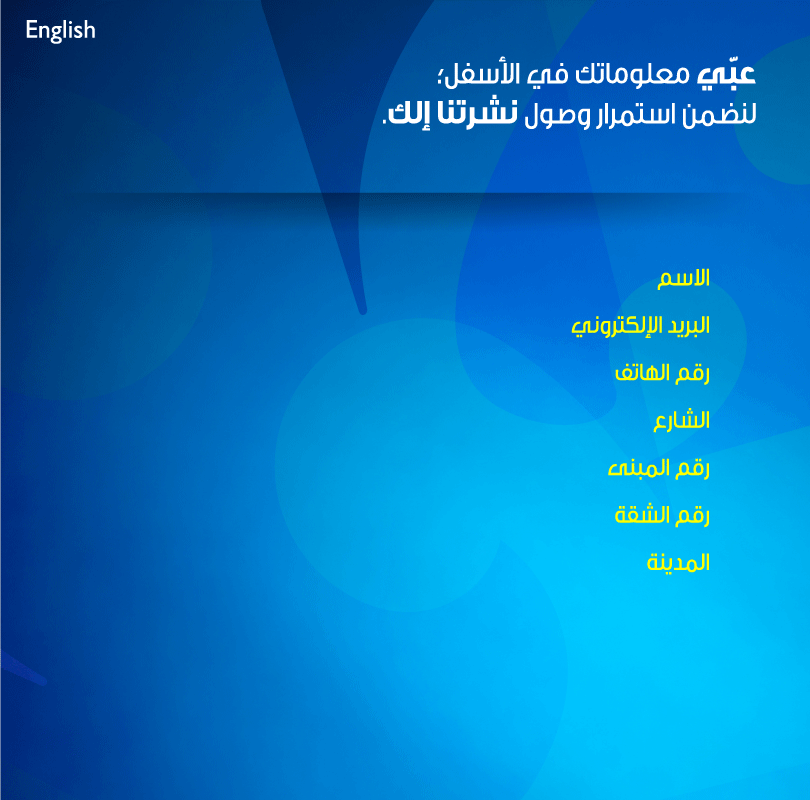 English
عبّي معلوماتك في الأسفل؛
لنضمن استمرار وصول نشرتنا إلك.
الاسم
البريد الإلكتروني
رقم الهاتف
الشارع
رقم المبنى
رقم الشقة
المدينة